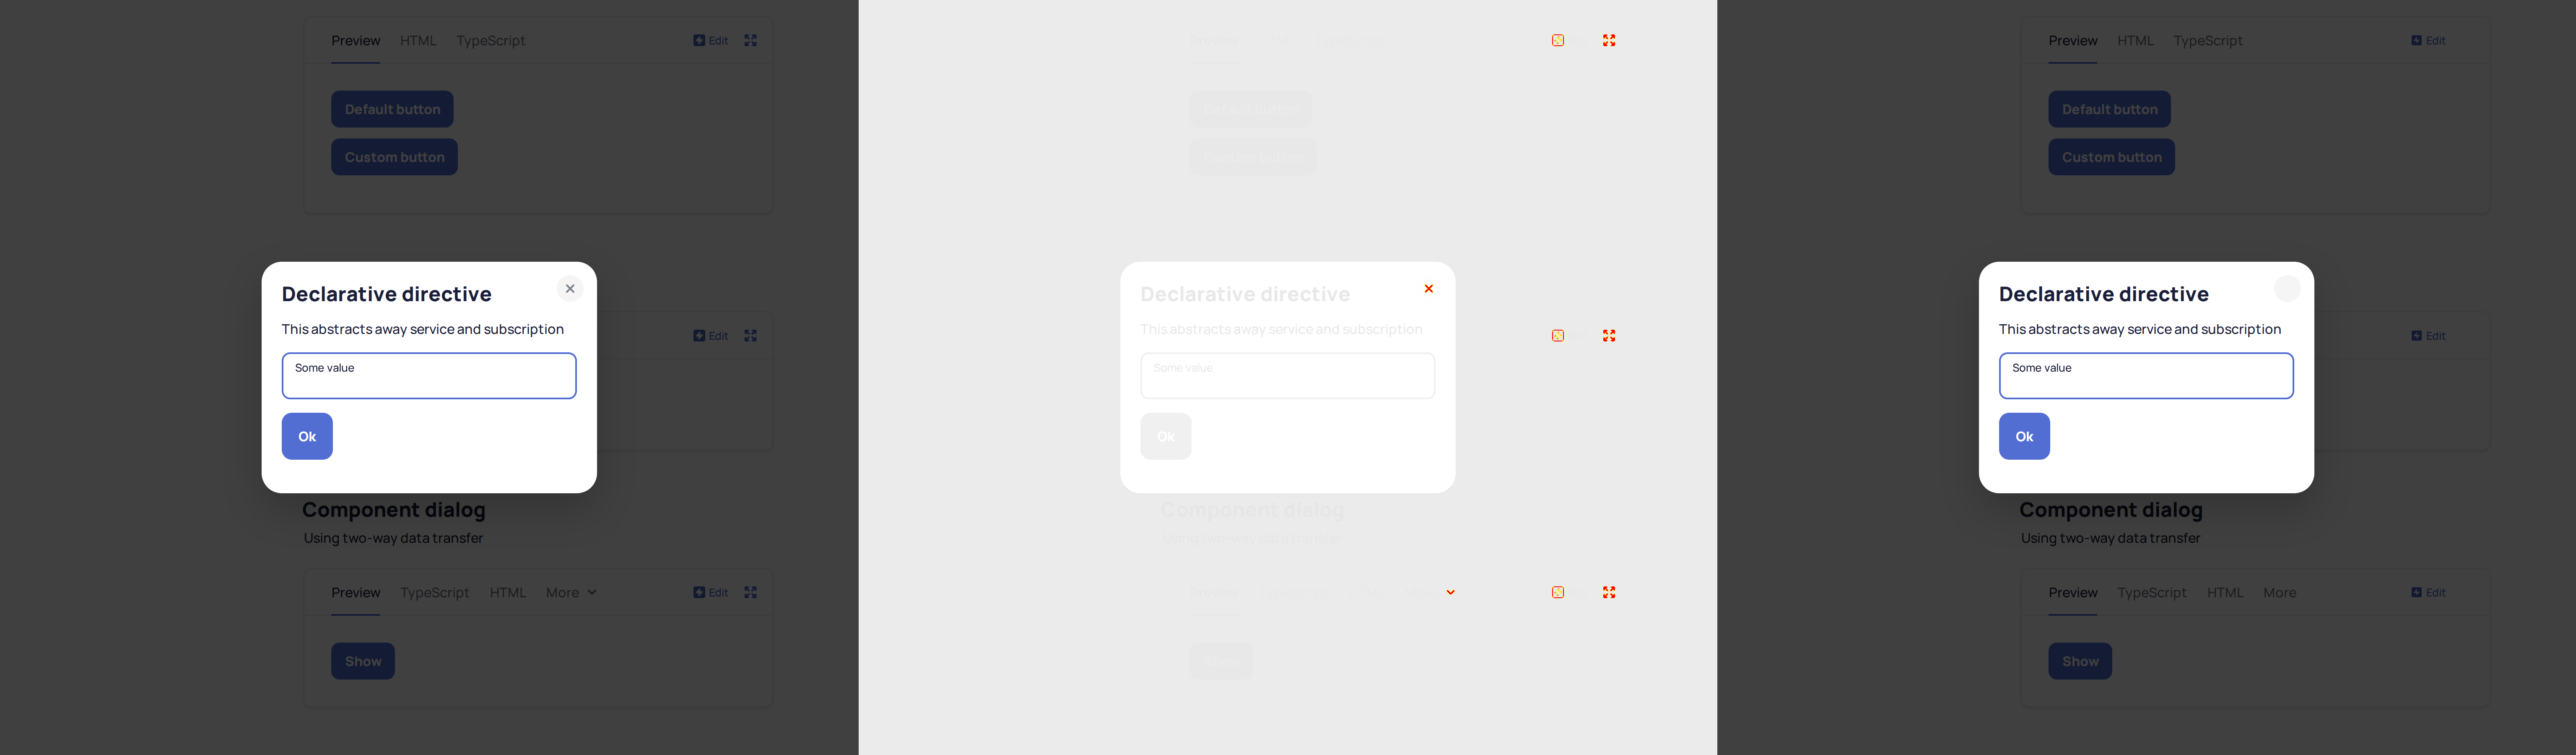 Preview HTML TypeScript Edit
Default button
Custom button
Declarative directive
This abstracts away service and subscription
Some value
Ok
Edit
Component dialog
Using two-way data transfer
Preview TypeScript HTML More Edit
Show
Declarative directive
This abstracts away service and subscription
Some value
Ok
Component dialog
Using two-way data transfer
Preview HTML TypeScript Edit
Default button
Custom button
Declarative directive
This abstracts away service and subscription
Some value
Ok
Edit
Component dialog
Using two-way data transfer
Preview TypeScript HTML More Edit
Show